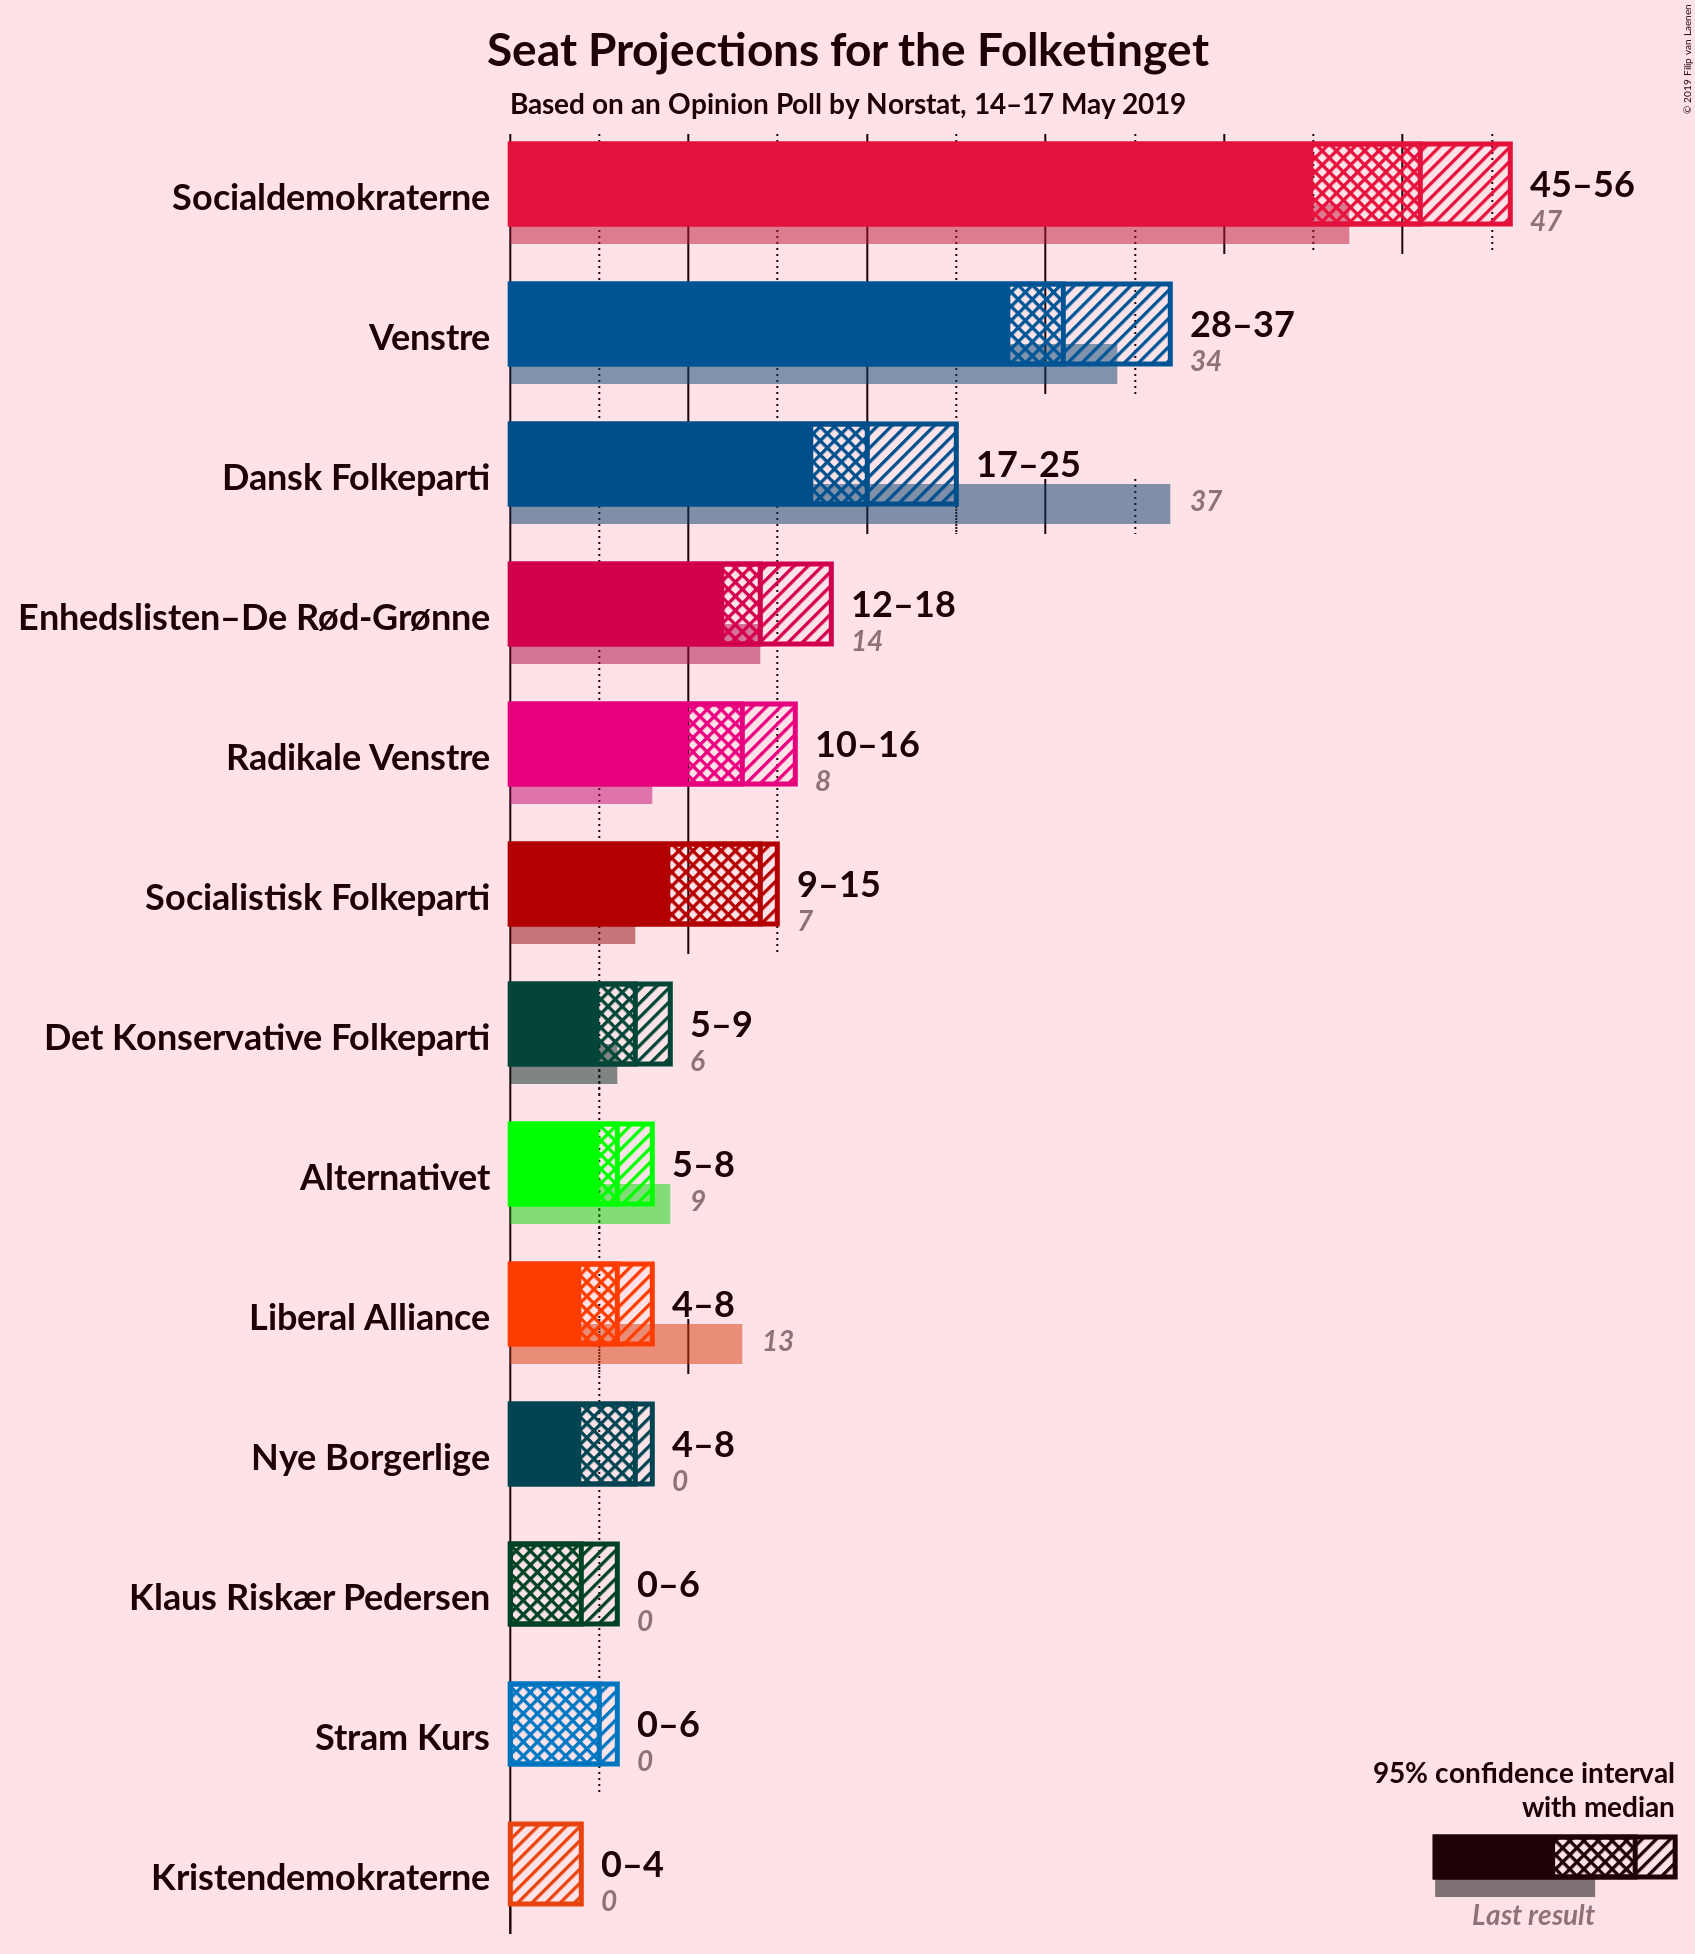 Seat Projections for the Folketinget
Based on an Opinion Poll by Norstat, 14–17 May 2019
© 2019 Filip van Laenen
Socialdemokraterne
45–56
47
Venstre
28–37
34
Dansk Folkeparti
17–25
37
Enhedslisten–De Rød-Grønne
12–18
14
Radikale Venstre
10–16
8
Socialistisk Folkeparti
9–15
7
Det Konservative Folkeparti
5–9
6
Alternativet
5–8
9
Liberal Alliance
4–8
13
Nye Borgerlige
4–8
0
Klaus Riskær Pedersen
0–6
0
Stram Kurs
0–6
0
Kristendemokraterne
0–4
0
95% confidence interval
with median
Last result